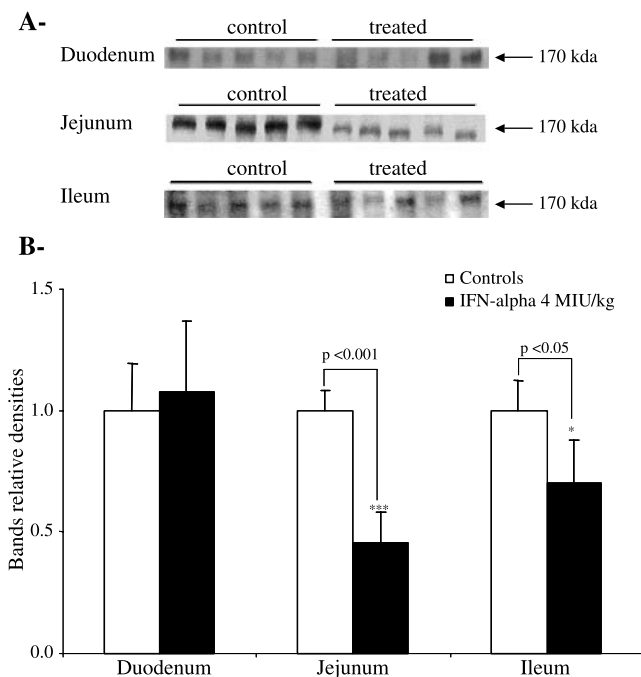 A-
control treated
Duodenum 170 kda
control treated
Jejunum 170 kda
control treated
Ileum 170 kda
B-
Controls
IFN-alpha 4 MIU/kg
1.5
p <0.001
p <0.05
1.0
*
***
0.5
0.0
Bands relative densities
Duodenum Jejunum Ileum